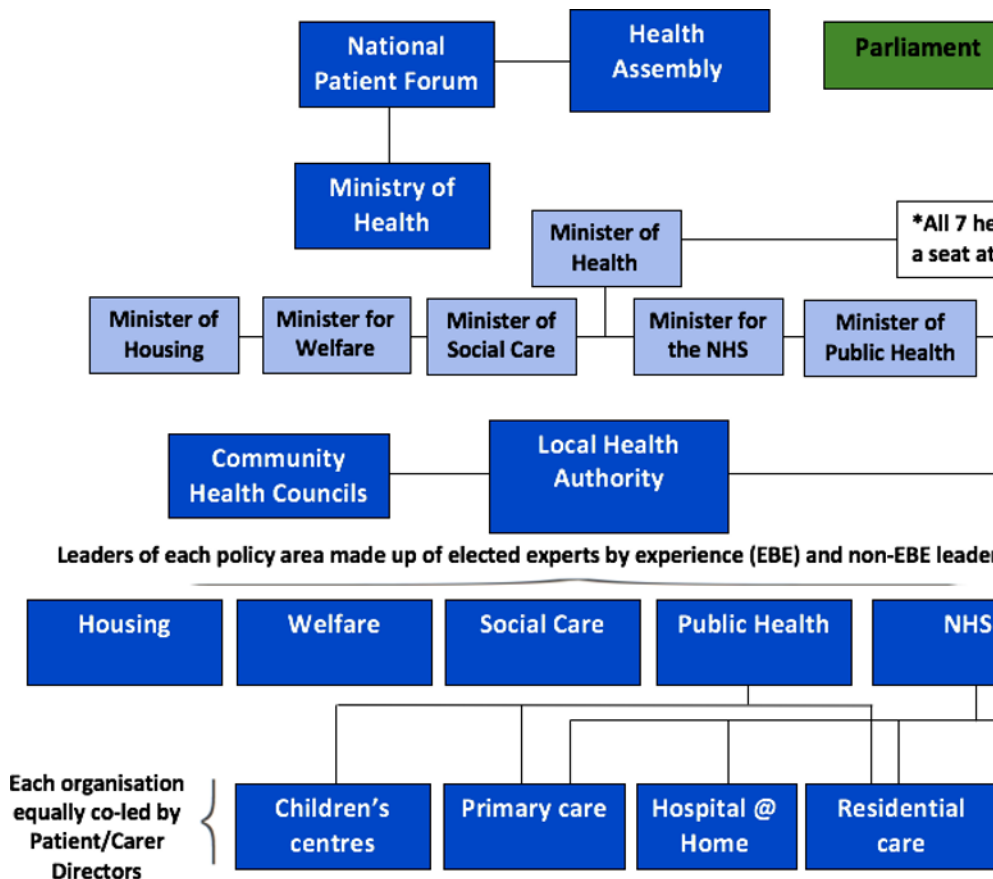 National
Patient Forum
Health
Assembly
Parliament
Ministry of
Health
Minister of
Health
*All 7 he
a seat at
Minister of
Housing
Minister for
Welfare
Minister of
Social Care
Minister for
the NHS
Minister of
Public Health
Community
Health Councils
Local Health
Authority
Leaders of each policy area made up of elected experts by experience (EBE) and non-EBE leader
Housing
Welfare
Social Care
Public Health
NHS
Each organisation
equally co-led by
Patient/Carer
Directors
Children’s
centres
Primary care
Hospital @
Home
Residential
care